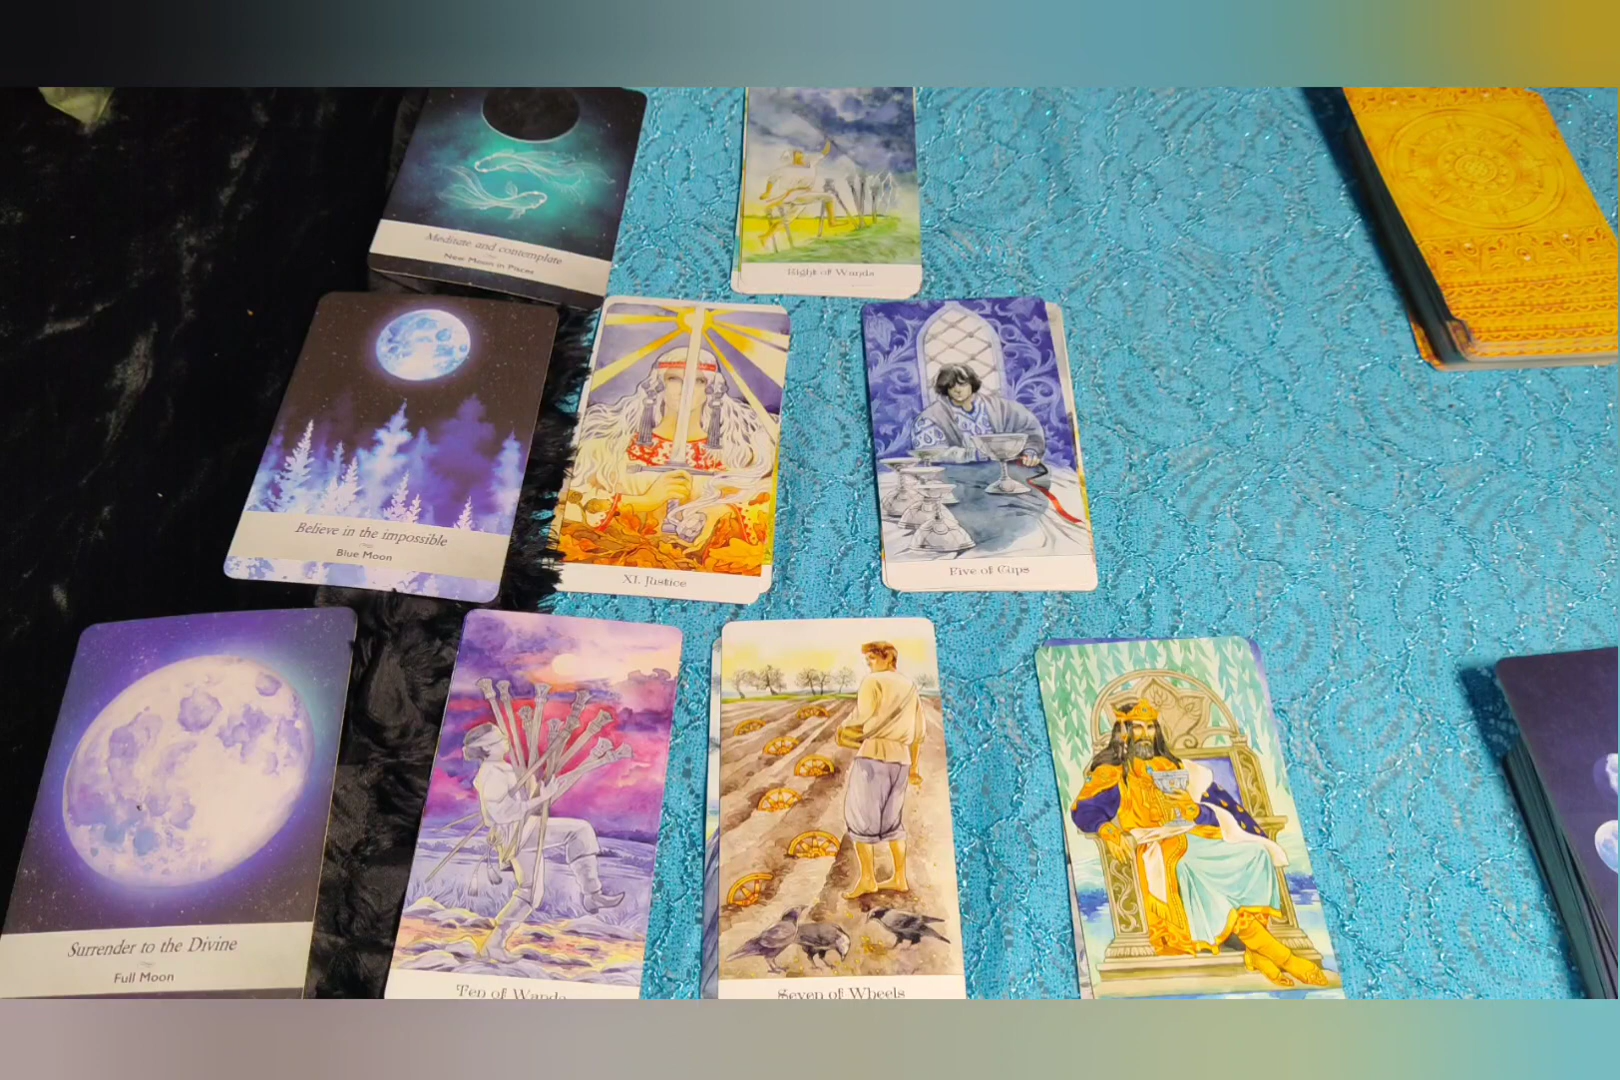 Meditate and contemplate
New Moon in Pisces
Eight of Wands
Believe in the impossible
Blue Moon
XI. Justice
Five of Cups
Surrender to the Divine
Full Moon
Ten of Wands
Seven of Wheels